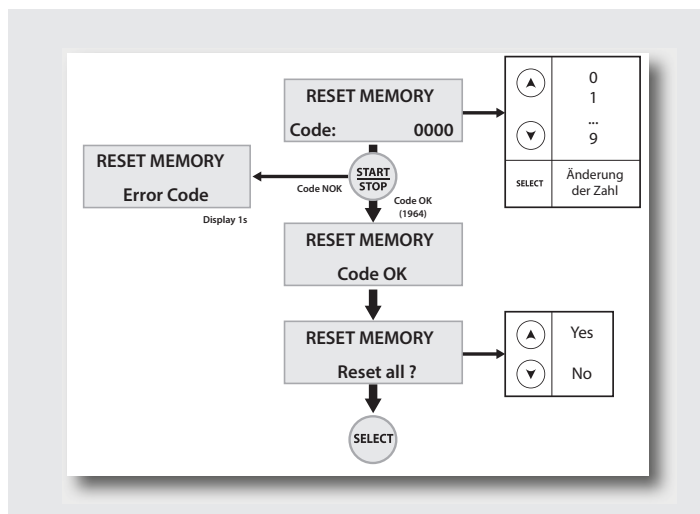 RESET MEMORY
Code: 0000
0
1
...
9
SELECT
Änderung
der Zahl
START
STOP
Code NOK
RESET MEMORY
Error Code
Display 1s
Code OK
(1964)
RESET MEMORY
Code OK
RESET MEMORY
Reset all ?
Yes
No
SELECT